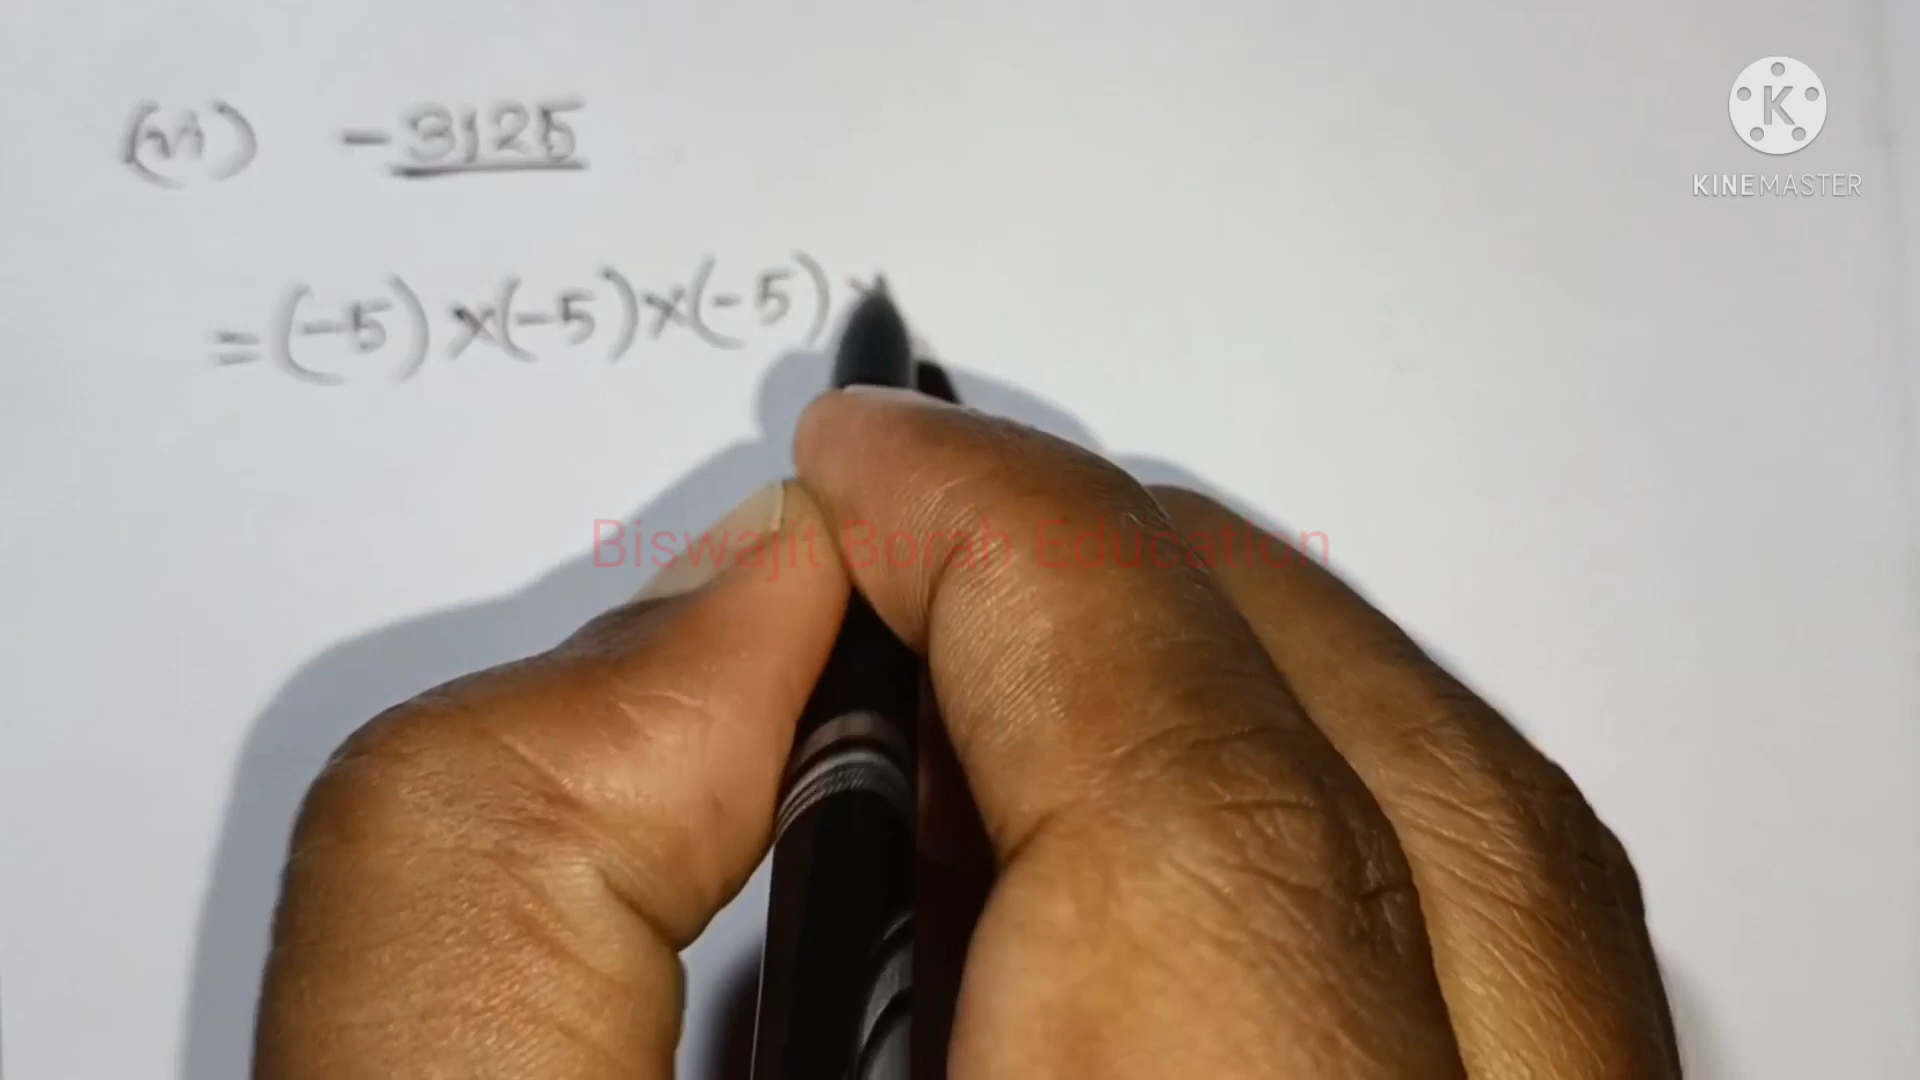 (vi) -3125
= (-5) × (-5) × (-5) ×
KINEMASTER
Biswajit Borah Education